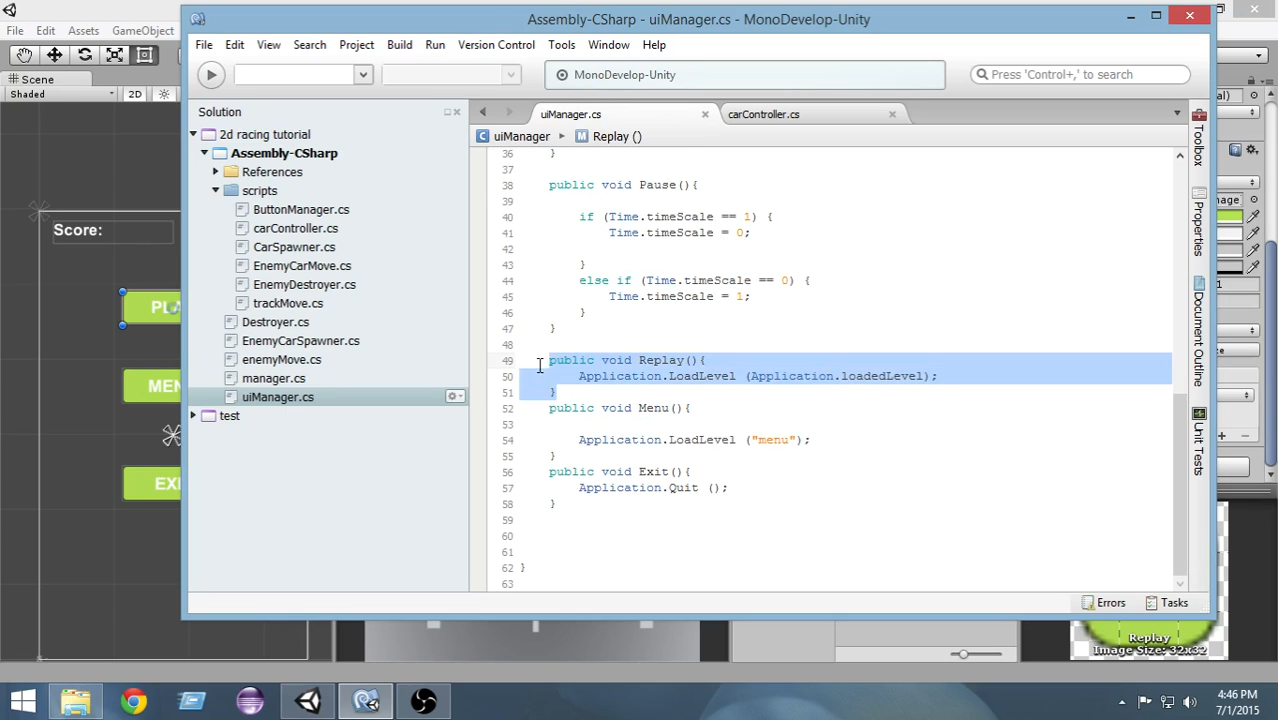 Assembly-CSharp - uiManager.cs - MonoDevelop-Unity
File Edit Assets GameObject
File Edit View Search Project Build Run Version Control Tools Window Help
MonoDevelop-Unity
Press 'Control+,' to search
Scene
Shaded
2D
Solution
uiManager.cs
carController.cs
uiManager
Replay ()
2d racing tutorial
Assembly-CSharp
References
scripts
ButtonManager.cs
carController.cs
CarSpawner.cs
EnemyCarMove.cs
EnemyDestroyer.cs
trackMove.cs
Destroyer.cs
EnemyCarSpawner.cs
enemyMove.cs
manager.cs
uiManager.cs
test
36 }
37
38 public void Pause(){
39
40 if (Time.timeScale == 1) {
41 Time.timeScale = 0;
42
43 }
44 else if (Time.timeScale == 0) {
45 Time.timeScale = 1;
46 }
47 }
48
49 public void Replay(){
50 Application.LoadLevel (Application.loadedLevel);
51 }
52 public void Menu(){
53
54 Application.LoadLevel ("menu");
55 }
56 public void Exit(){
57 Application.Quit ();
58 }
59
60
61
62 }
63
Toolbox
Properties
Document Outline
Unit Tests
Errors
Tasks
Score:
MEN
EXI
Replay
Image Size: 32x32
4:46 PM
7/1/2015